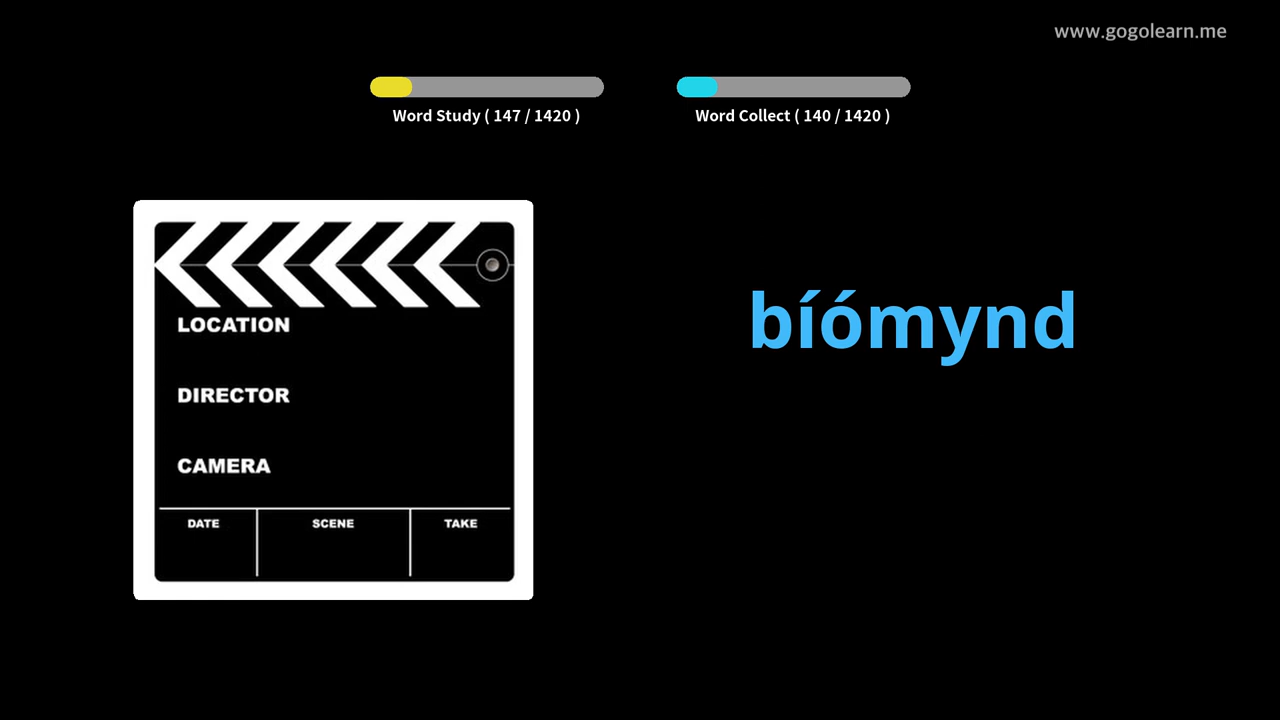 www.gogolearn.me
Word Study ( 147 / 1420 )
Word Collect ( 140 / 1420 )
LOCATION
DIRECTOR
CAMERA
DATE
SCENE
TAKE
bíómynd